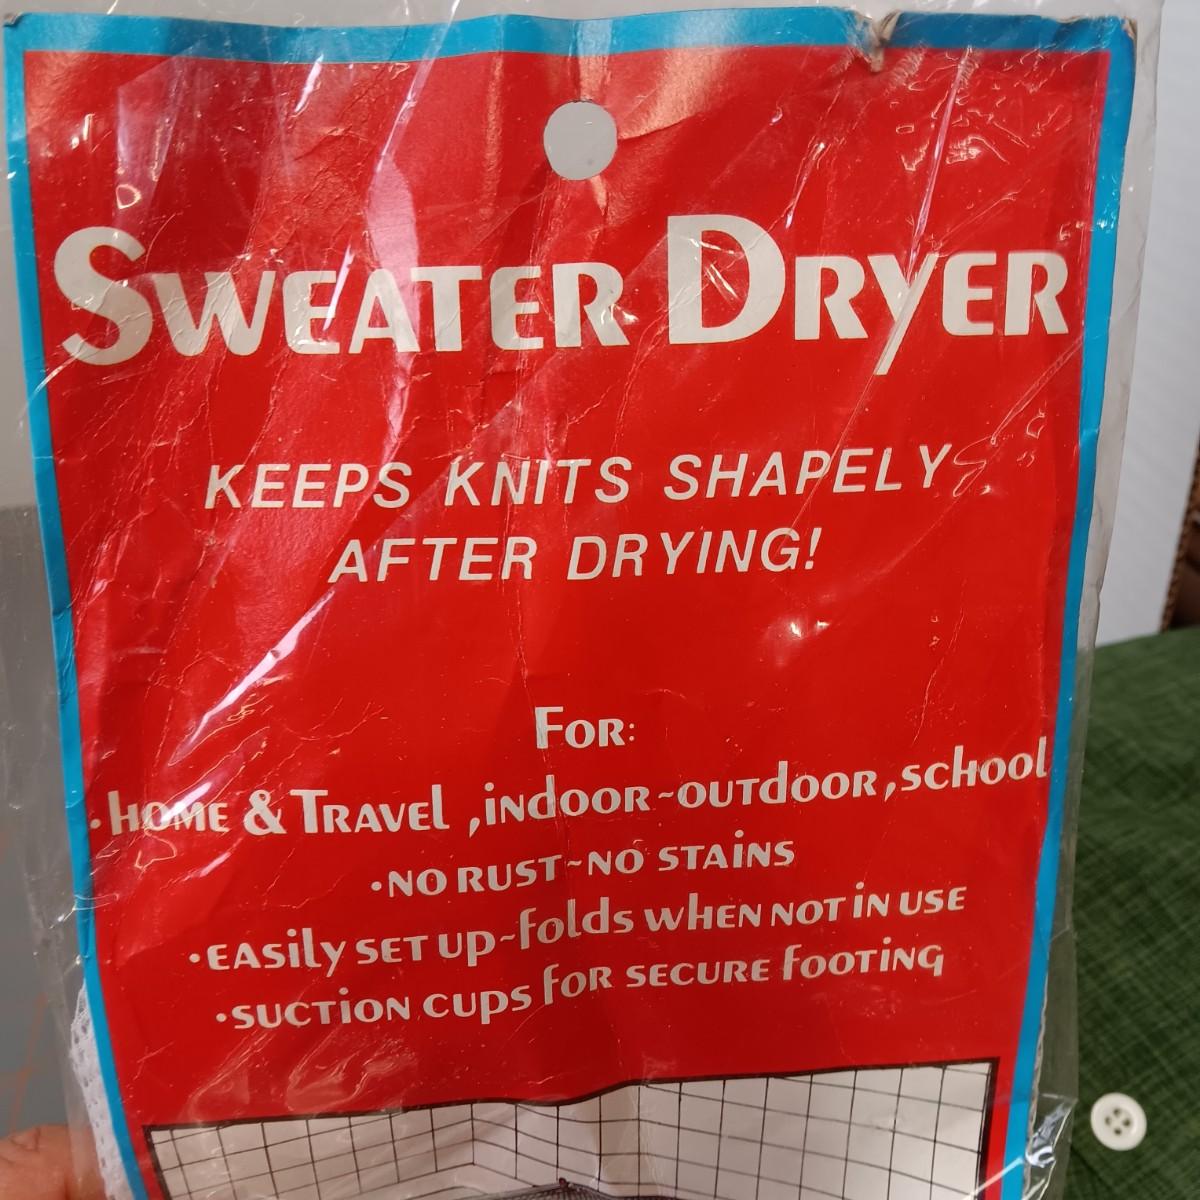 SWEATER DRYER
KEEPS KNITS SHAPELY
AFTER DRYING!
FOR:
•HOME & TRAVEL, INDOOR~OUTDOOR, SCHOOL
•NO RUST~NO STAINS
•EASILY SET UP~FOLDS WHEN NOT IN USE
•SUCTION CUPS FOR SECURE FOOTING